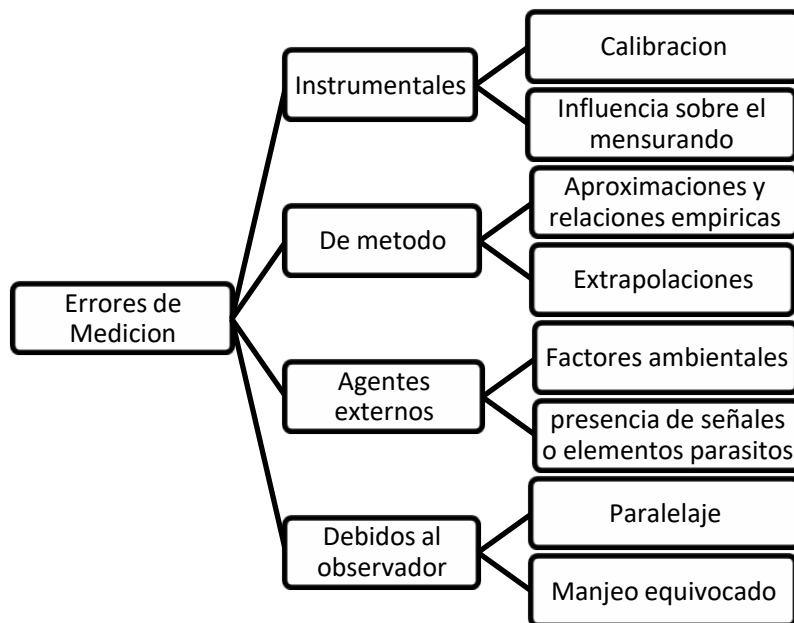 Errores de
Medicion
Instrumentales
Calibracion
Influencia sobre el
mensurando
De metodo
Aproximaciones y
relaciones empiricas
Extrapolaciones
Agentes
externos
Factores ambientales
presencia de señales
o elementos parasitos
Debidos al
observador
Paralelaje
Manjeo equivocado